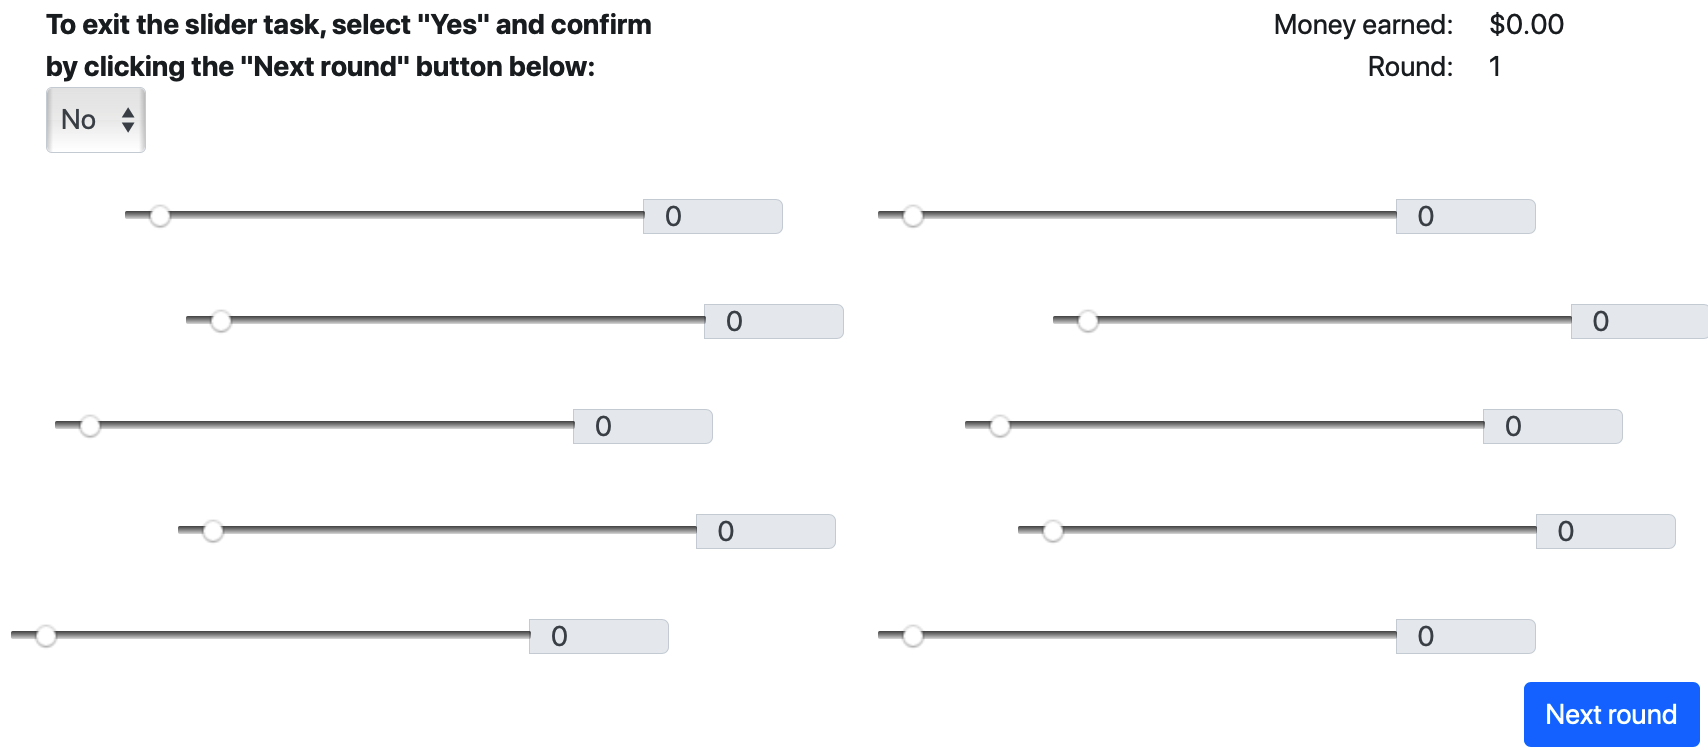 To exit the slider task, select "Yes" and confirm
by clicking the "Next round" button below:
Money earned: $0.00
Round: 1
No
0 0
0 0
0 0
0 0
0 0
Next round